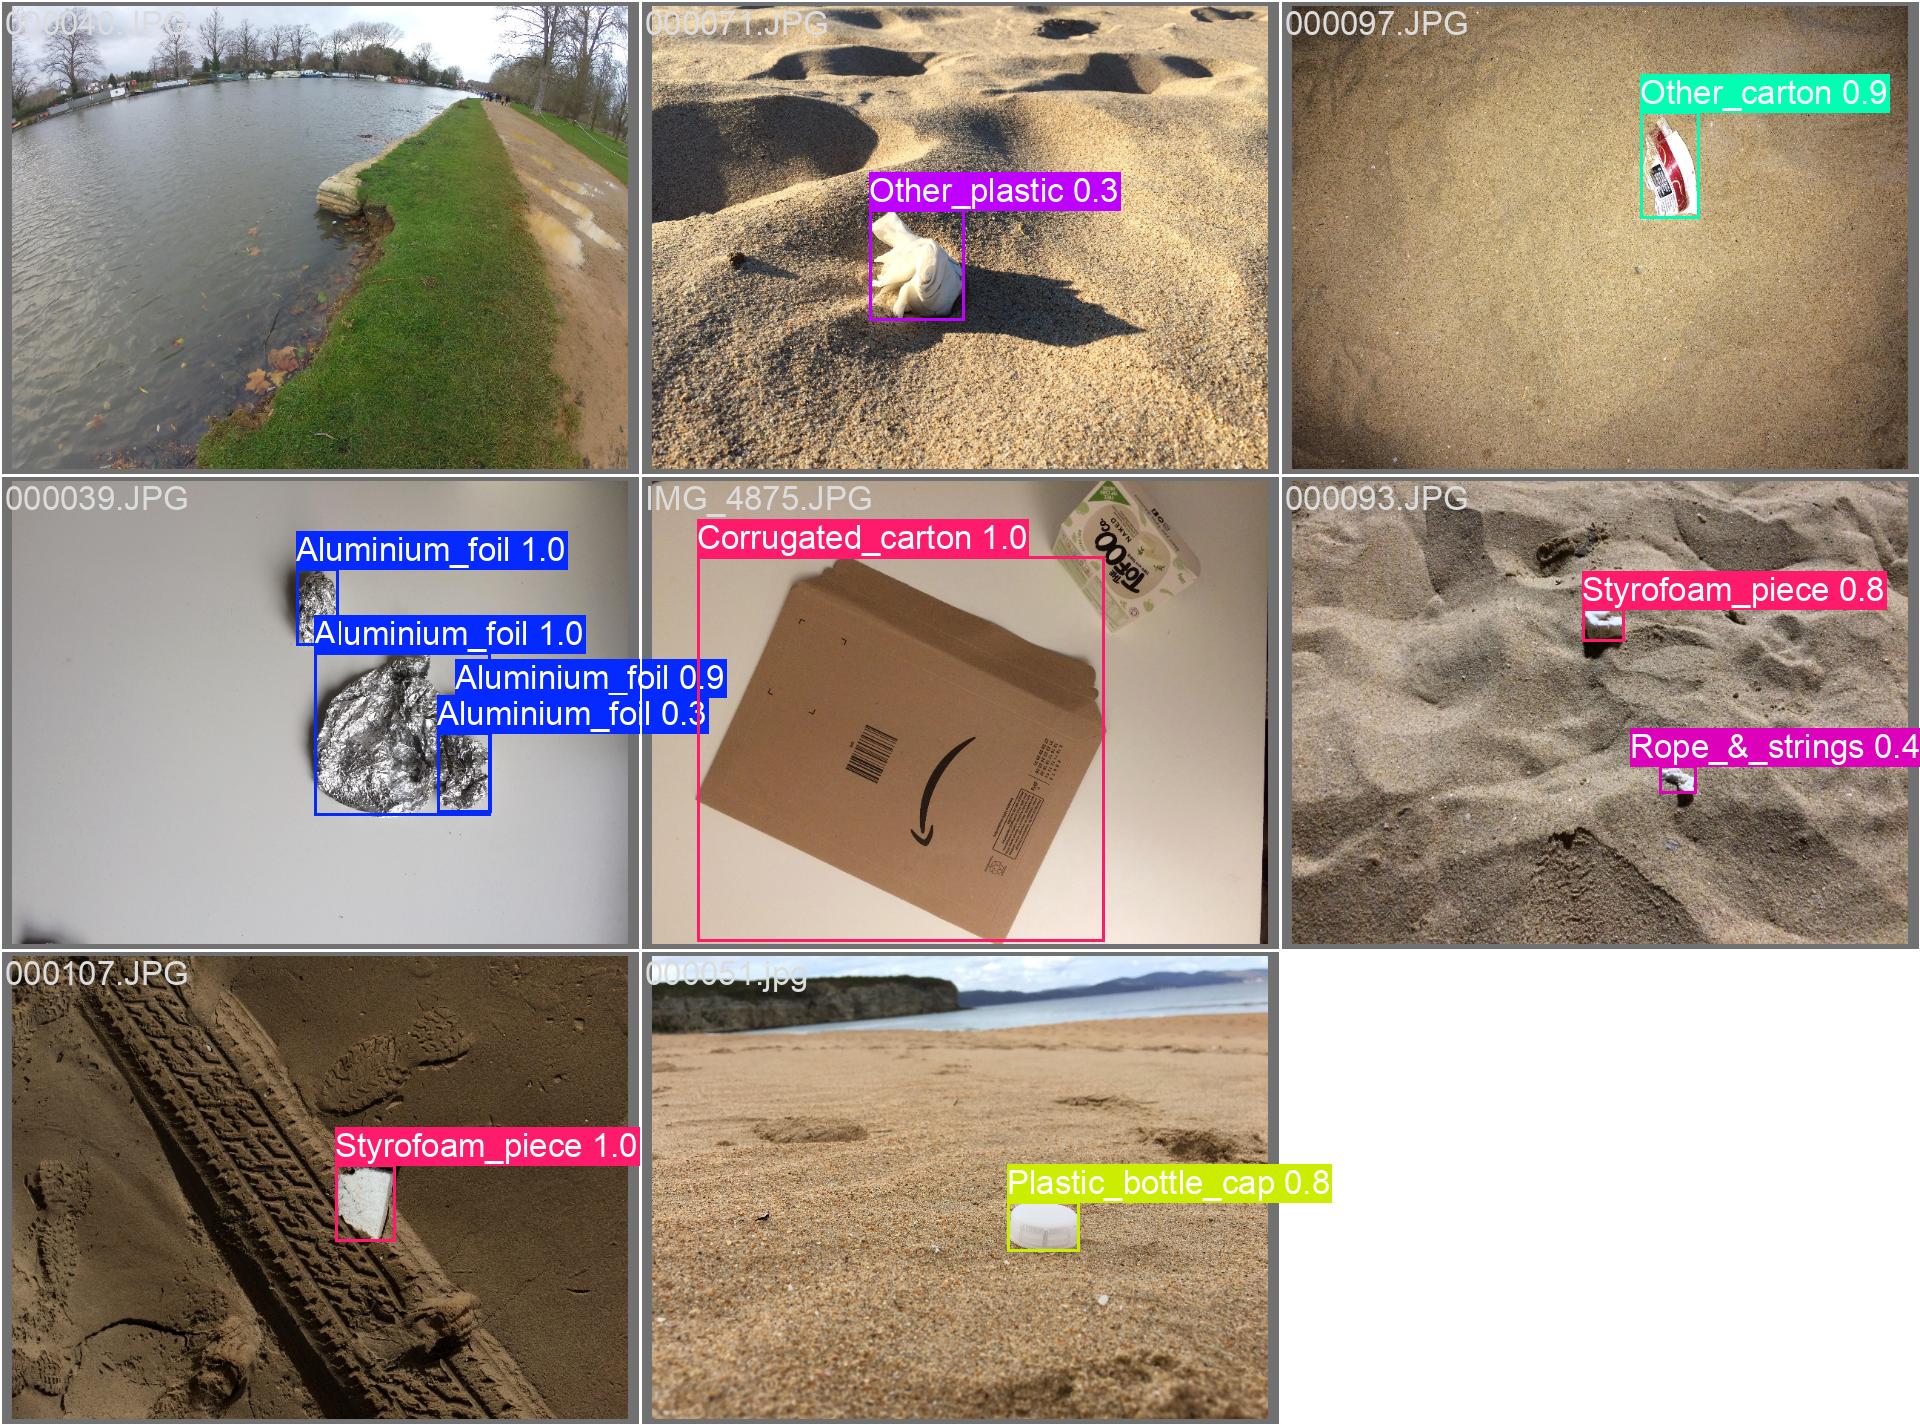 000040.JPG
000071.JPG
Other_plastic 0.3
000097.JPG
Other_carton 0.9
000039.JPG
Aluminium_foil 1.0
Aluminium_foil 1.0
Aluminium_foil 0.9
Aluminium_foil 0.3
IMG_4875.JPG
Corrugated_carton 1.0
THE
TOFOO
Co.
NAKED
000093.JPG
Styrofoam_piece 0.8
Rope_&_strings 0.4
000107.JPG
Styrofoam_piece 1.0
000051.jpg
Plastic_bottle_cap 0.8